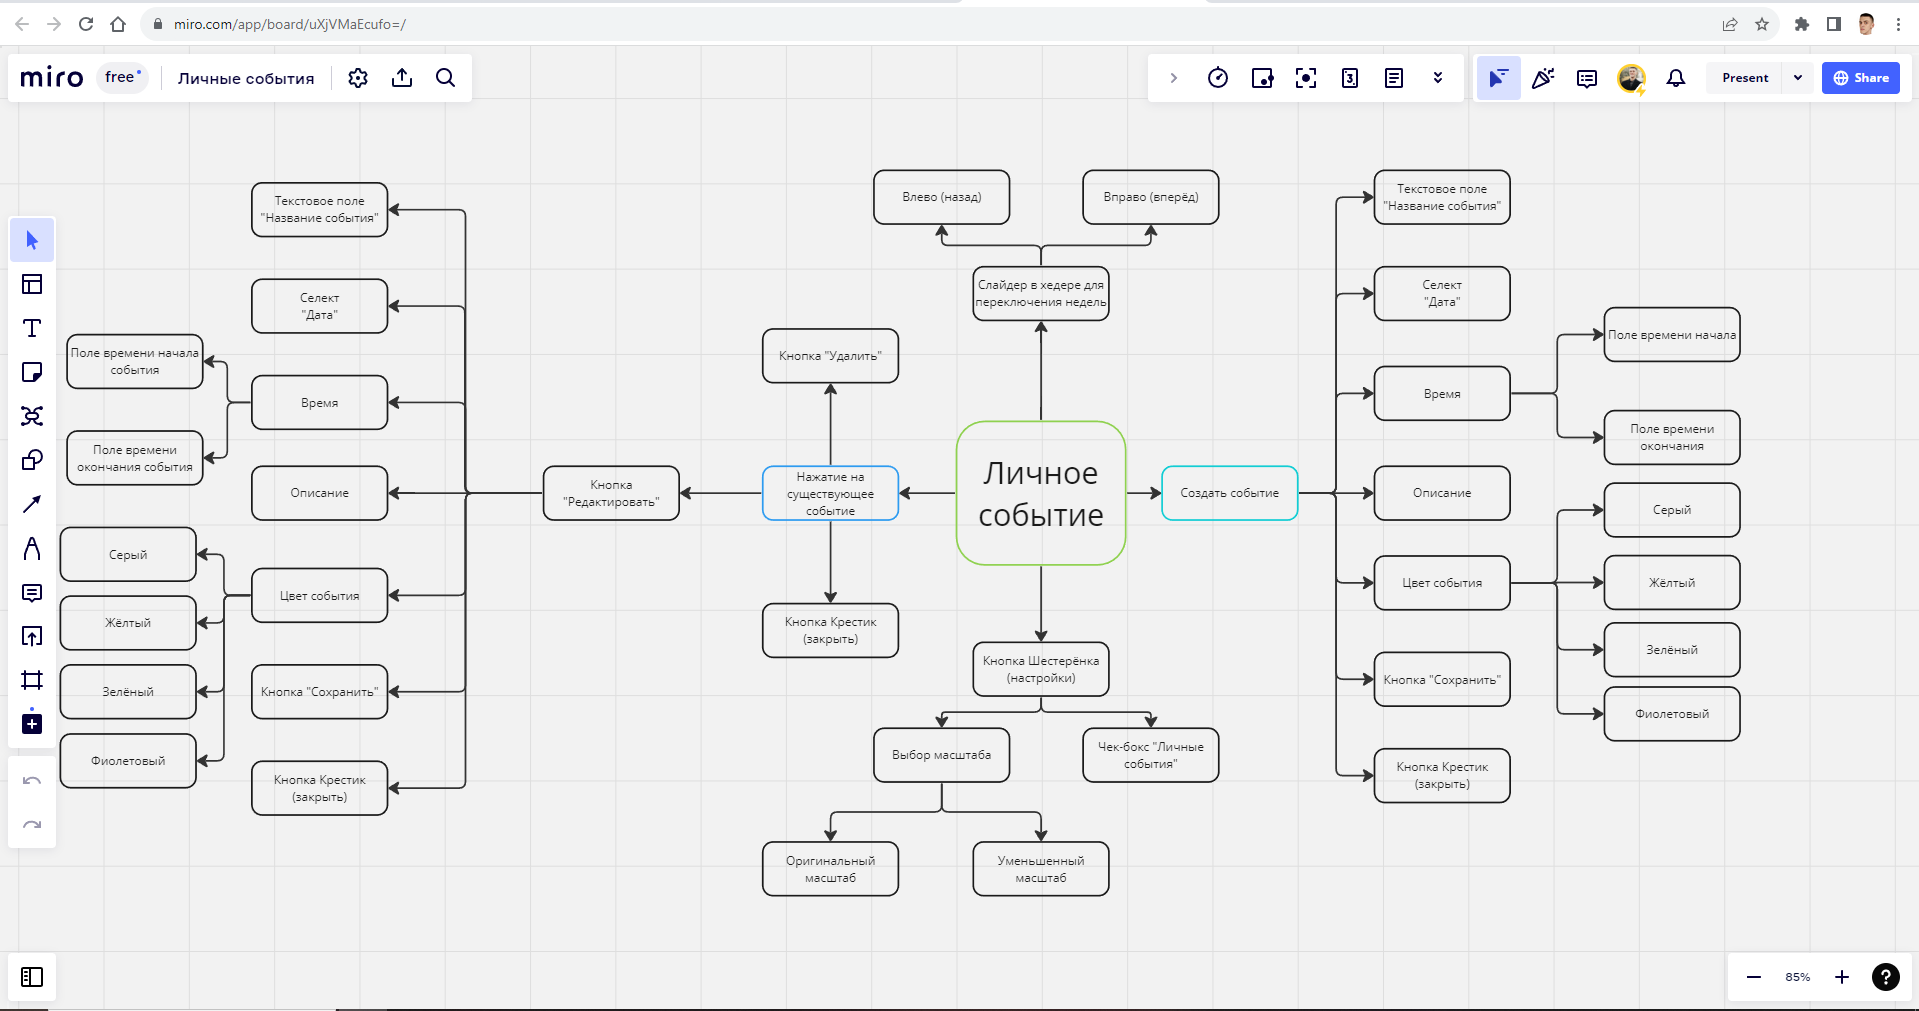 miro.com/app/board/uXjVMaEcufo=/
miro
free
Личные события
Present
Share
Влево (назад)
Вправо (вперёд)
Слайдер в хедере для
переключения недель
Текстовое поле
"Название события"
Селект
"Дата"
Поле времени начала
события
Время
Поле времени
окончания события
Описание
Серый
Цвет события
Жёлтый
Зелёный
Кнопка "Сохранить"
Фиолетовый
Кнопка Крестик
(закрыть)
Кнопка
"Редактировать"
Кнопка "Удалить"
Нажатие на
существующее
событие
Кнопка Крестик
(закрыть)
Личное
событие
Создать событие
Кнопка Шестерёнка
(настройки)
Выбор масштаба
Чек-бокс "Личные
события"
Оригинальный
масштаб
Уменьшенный
масштаб
Текстовое поле
"Название события"
Селект
"Дата"
Время
Поле времени начала
Поле времени
окончания
Описание
Цвет события
Серый
Жёлтый
Зелёный
Фиолетовый
Кнопка "Сохранить"
Кнопка Крестик
(закрыть)
85%